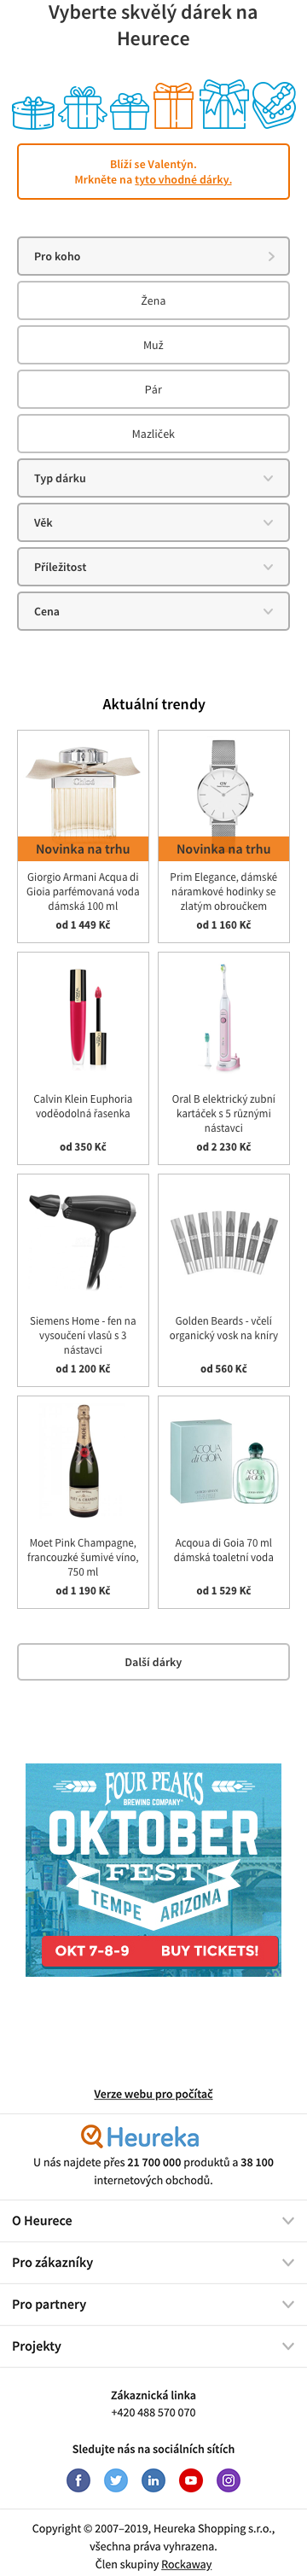 Vyberte skvělý dárek na
Heurece
Blíží se Valentýn.
Mrkněte na tyto vhodné dárky.
Pro koho
Žena
Muž
Pár
Mazlíček
Typ dárku
Věk
Příležitost
Cena
Aktuální trendy
Chloé
Novinka na trhu
Novinka na trhu
Giorgio Armani Acqua di
Gioia parfémovaná voda
dámská 100 ml
od 1 449 Kč
Prim Elegance, dámské
náramkové hodinky se
zlatým obroučkem
od 1 160 Kč
Calvin Klein Euphoria
voděodolná řasenka
od 350 Kč
Oral B elektrický zubní
kartáček s 5 různými
nástavci
od 2 230 Kč
Siemens Home - fen na
vysoučení vlasů s 3
nástavci
od 1 200 Kč
Golden Beards - včelí
organický vosk na kníry
od 560 Kč
Moet Pink Champagne,
francouzké šumivé víno,
750 ml
od 1 190 Kč
ACQUA
di GIOIA
Acqoua di Gioia 70 ml
dámská toaletní voda
od 1 529 Kč
Další dárky
FOUR PEAKS
BREWING COMPANY
OKTOBER
FEST
TEMPE ARIZONA
OKT 7-8-9 BUY TICKETS!
Verze webu pro počítač
Heureka
U nás najdete přes 21 700 000 produktů a 38 100
internetových obchodů.
O Heurece
Pro zákazníky
Pro partnery
Projekty
Zákaznická linka
+420 488 570 070
Sledujte nás na sociálních sítích
Copyright © 2007–2019, Heureka Shopping s.r.o.,
všechna práva vyhrazena.
Člen skupiny Rockaway